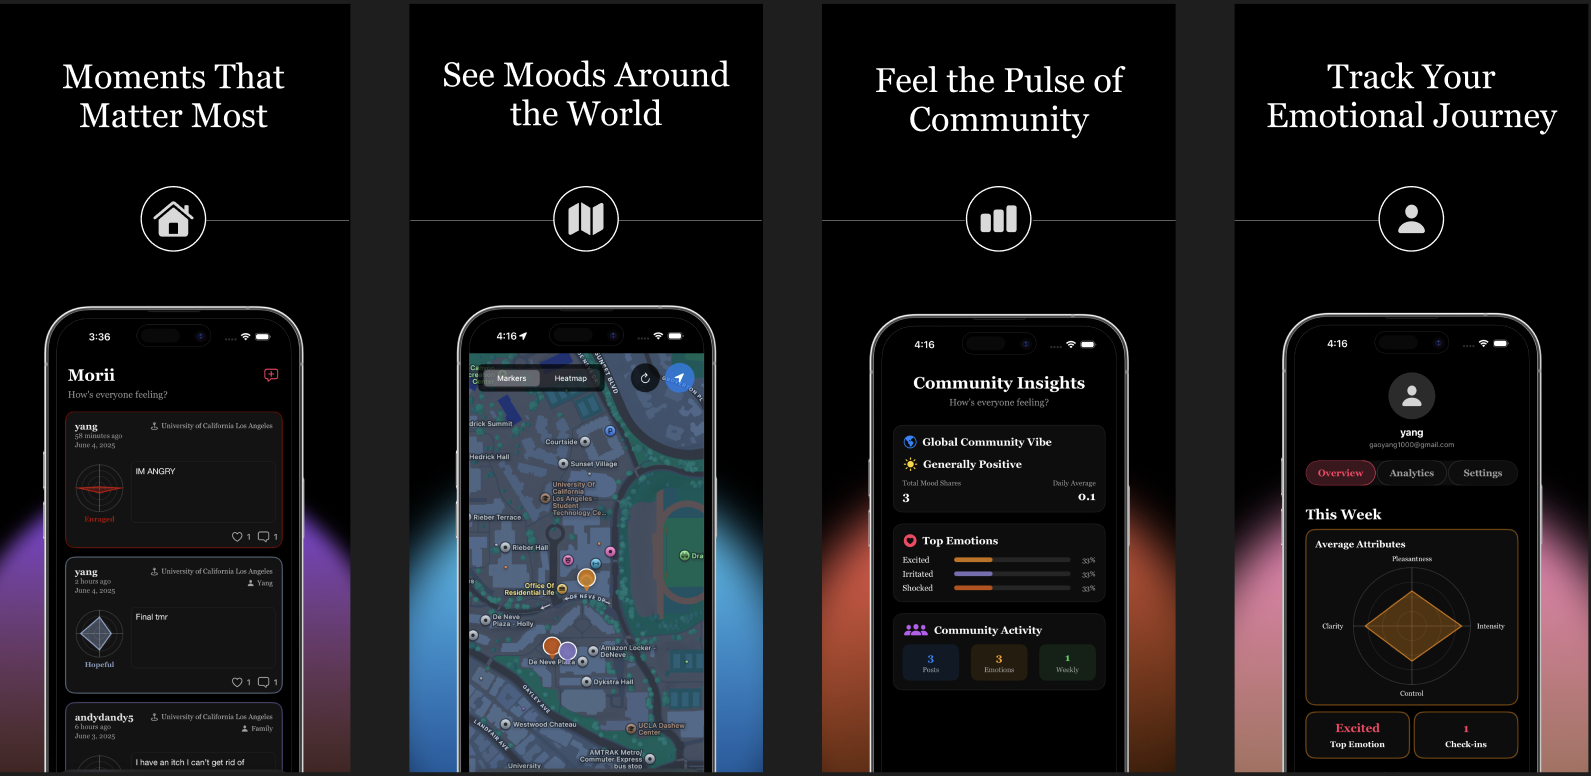 Moments That
Matter Most
3:36
Morii
How's everyone feeling?
yang
University of California Los Angeles
58 minutes ago
June 4, 2025
IM ANGRY
Enraged
1
1
yang
University of California Los Angeles
2 hours ago
Yang
June 4, 2025
Final tmr
Hopeful
1
1
andydandy5
University of California Los Angeles
6 hours ago
Family
June 3, 2025
I have an itch I can't get rid of
See Moods Around
the World
4:16
SUNSET BLVD
Markers
Heatmap
drick Summit
Courtside
P
Hedrick Hall
Sunset Village
University Of
California
Los Angeles
Student
Technology Ce...
Rieber Terrace
Rieber Hall
Dra
Office Of
Residential Life
DE NEVE DR
De Neve
Plaza - Holly
Amazon Locker -
DeNeve
De Neve Plaza
Dykstra Hall
GAYLEY AVE
LANDFAIR AVE
Westwood Chateau
UCLA Dashew
Center
AMTRAK Metro/
Commuter Express
bus stop
University
Feel the Pulse of
Community
4:16
Community Insights
How's everyone feeling?
Global Community Vibe
Generally Positive
Total Mood Shares
Daily Average
3
0.1
Top Emotions
Excited
33%
Irritated
33%
Shocked
33%
Community Activity
3
3
1
Posts
Emotions
Weekly
Track Your
Emotional Journey
4:16
yang
gaoyang1000@gmail.com
Overview
Analytics
Settings
This Week
Average Attributes
Pleasantness
Clarity
Intensity
Control
Excited
1
Top Emotion
Check-ins